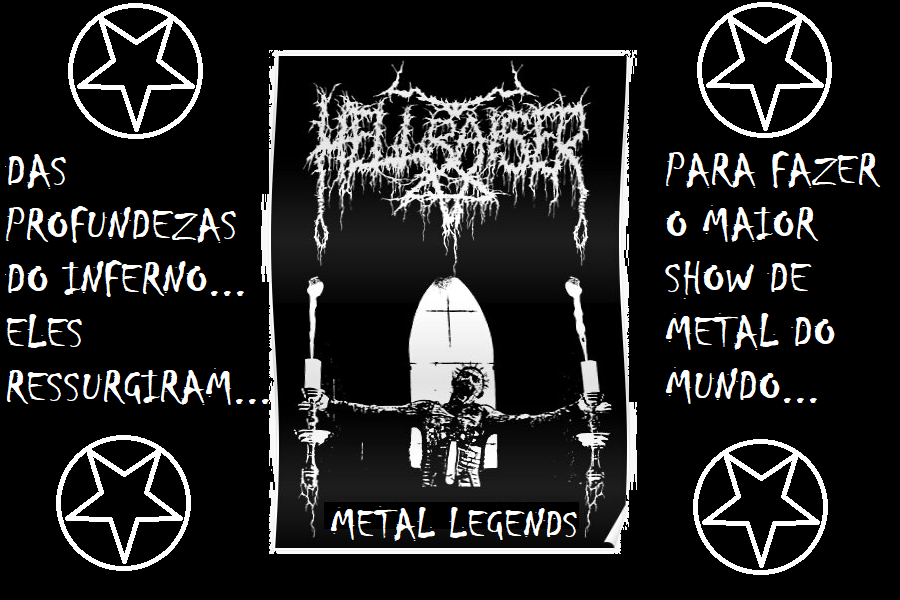 DAS
PROFUNDEZAS
DO INFERNO...
ELES
RESSURGIRAM...
HELLRAISER
METAL LEGENDS
PARA FAZER
O MAIOR
SHOW DE
METAL DO
MUNDO...